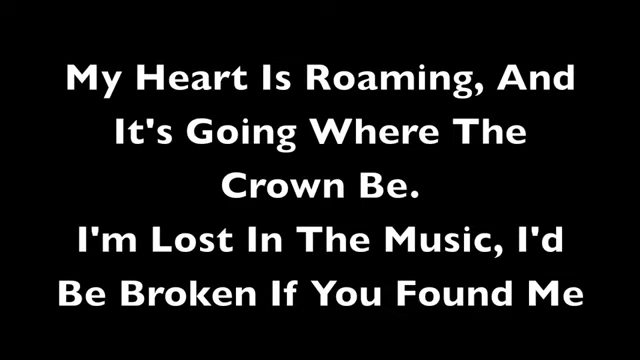 My Heart Is Roaming, And
It's Going Where The
Crown Be.
I'm Lost In The Music, I'd
Be Broken If You Found Me